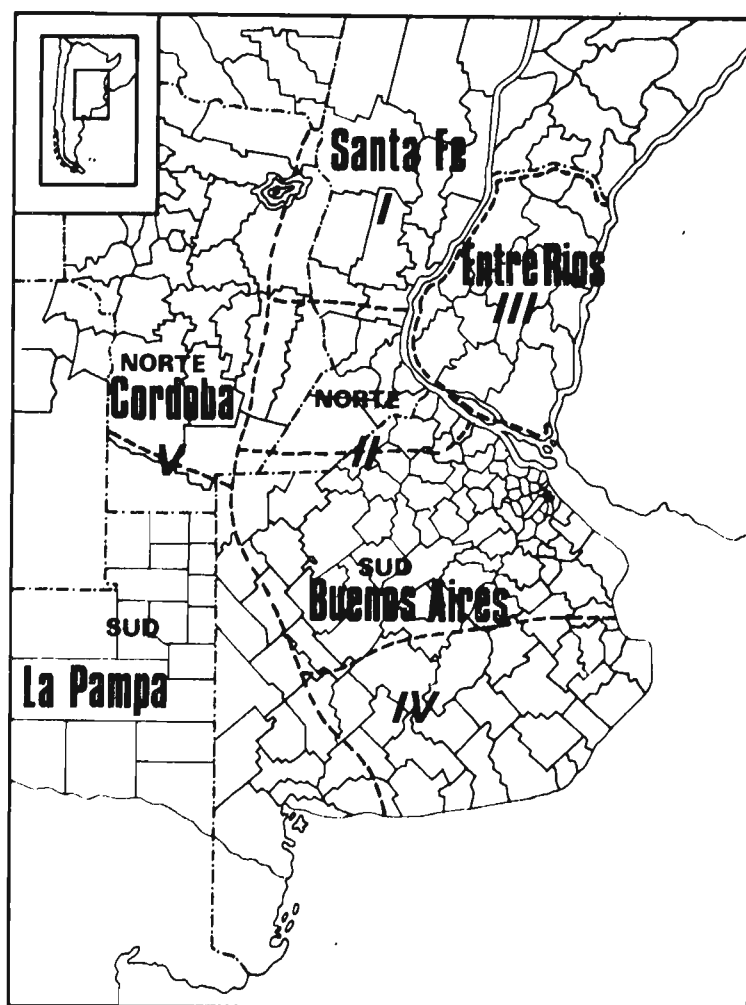 Santa Fe
I
Entre Rios
III
NORTE
Cordoba
V
NORTE
II
SUD
Buenos Aires
SUD
La Pampa
IV